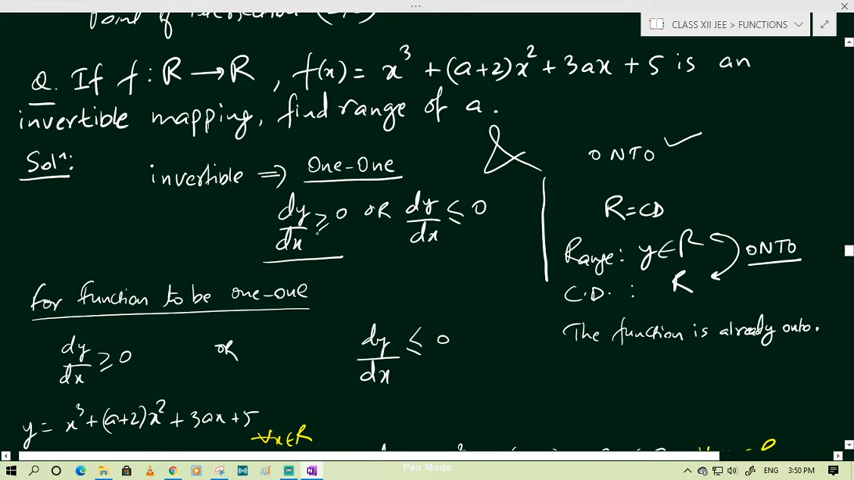 CLASS XII JEE > FUNCTIONS
Q. If f : R → R , f(x) = x³ + (a+2)x² + 3ax + 5 is an
invertible mapping, find range of a.
Solⁿ: invertible ⇒ One-One & ONTO ✓
dy/dx ≥ 0 OR dy/dx ≤ 0
R = CD
Range: y ∈ R
C.D. : R
ONTO
The function is already onto.
for function to be one-one
dy/dx ≥ 0 OR dy/dx ≤ 0
y = x³ + (a+2)x² + 3ax + 5
∀x∈R
Pen Mode
ENG 3:50 PM